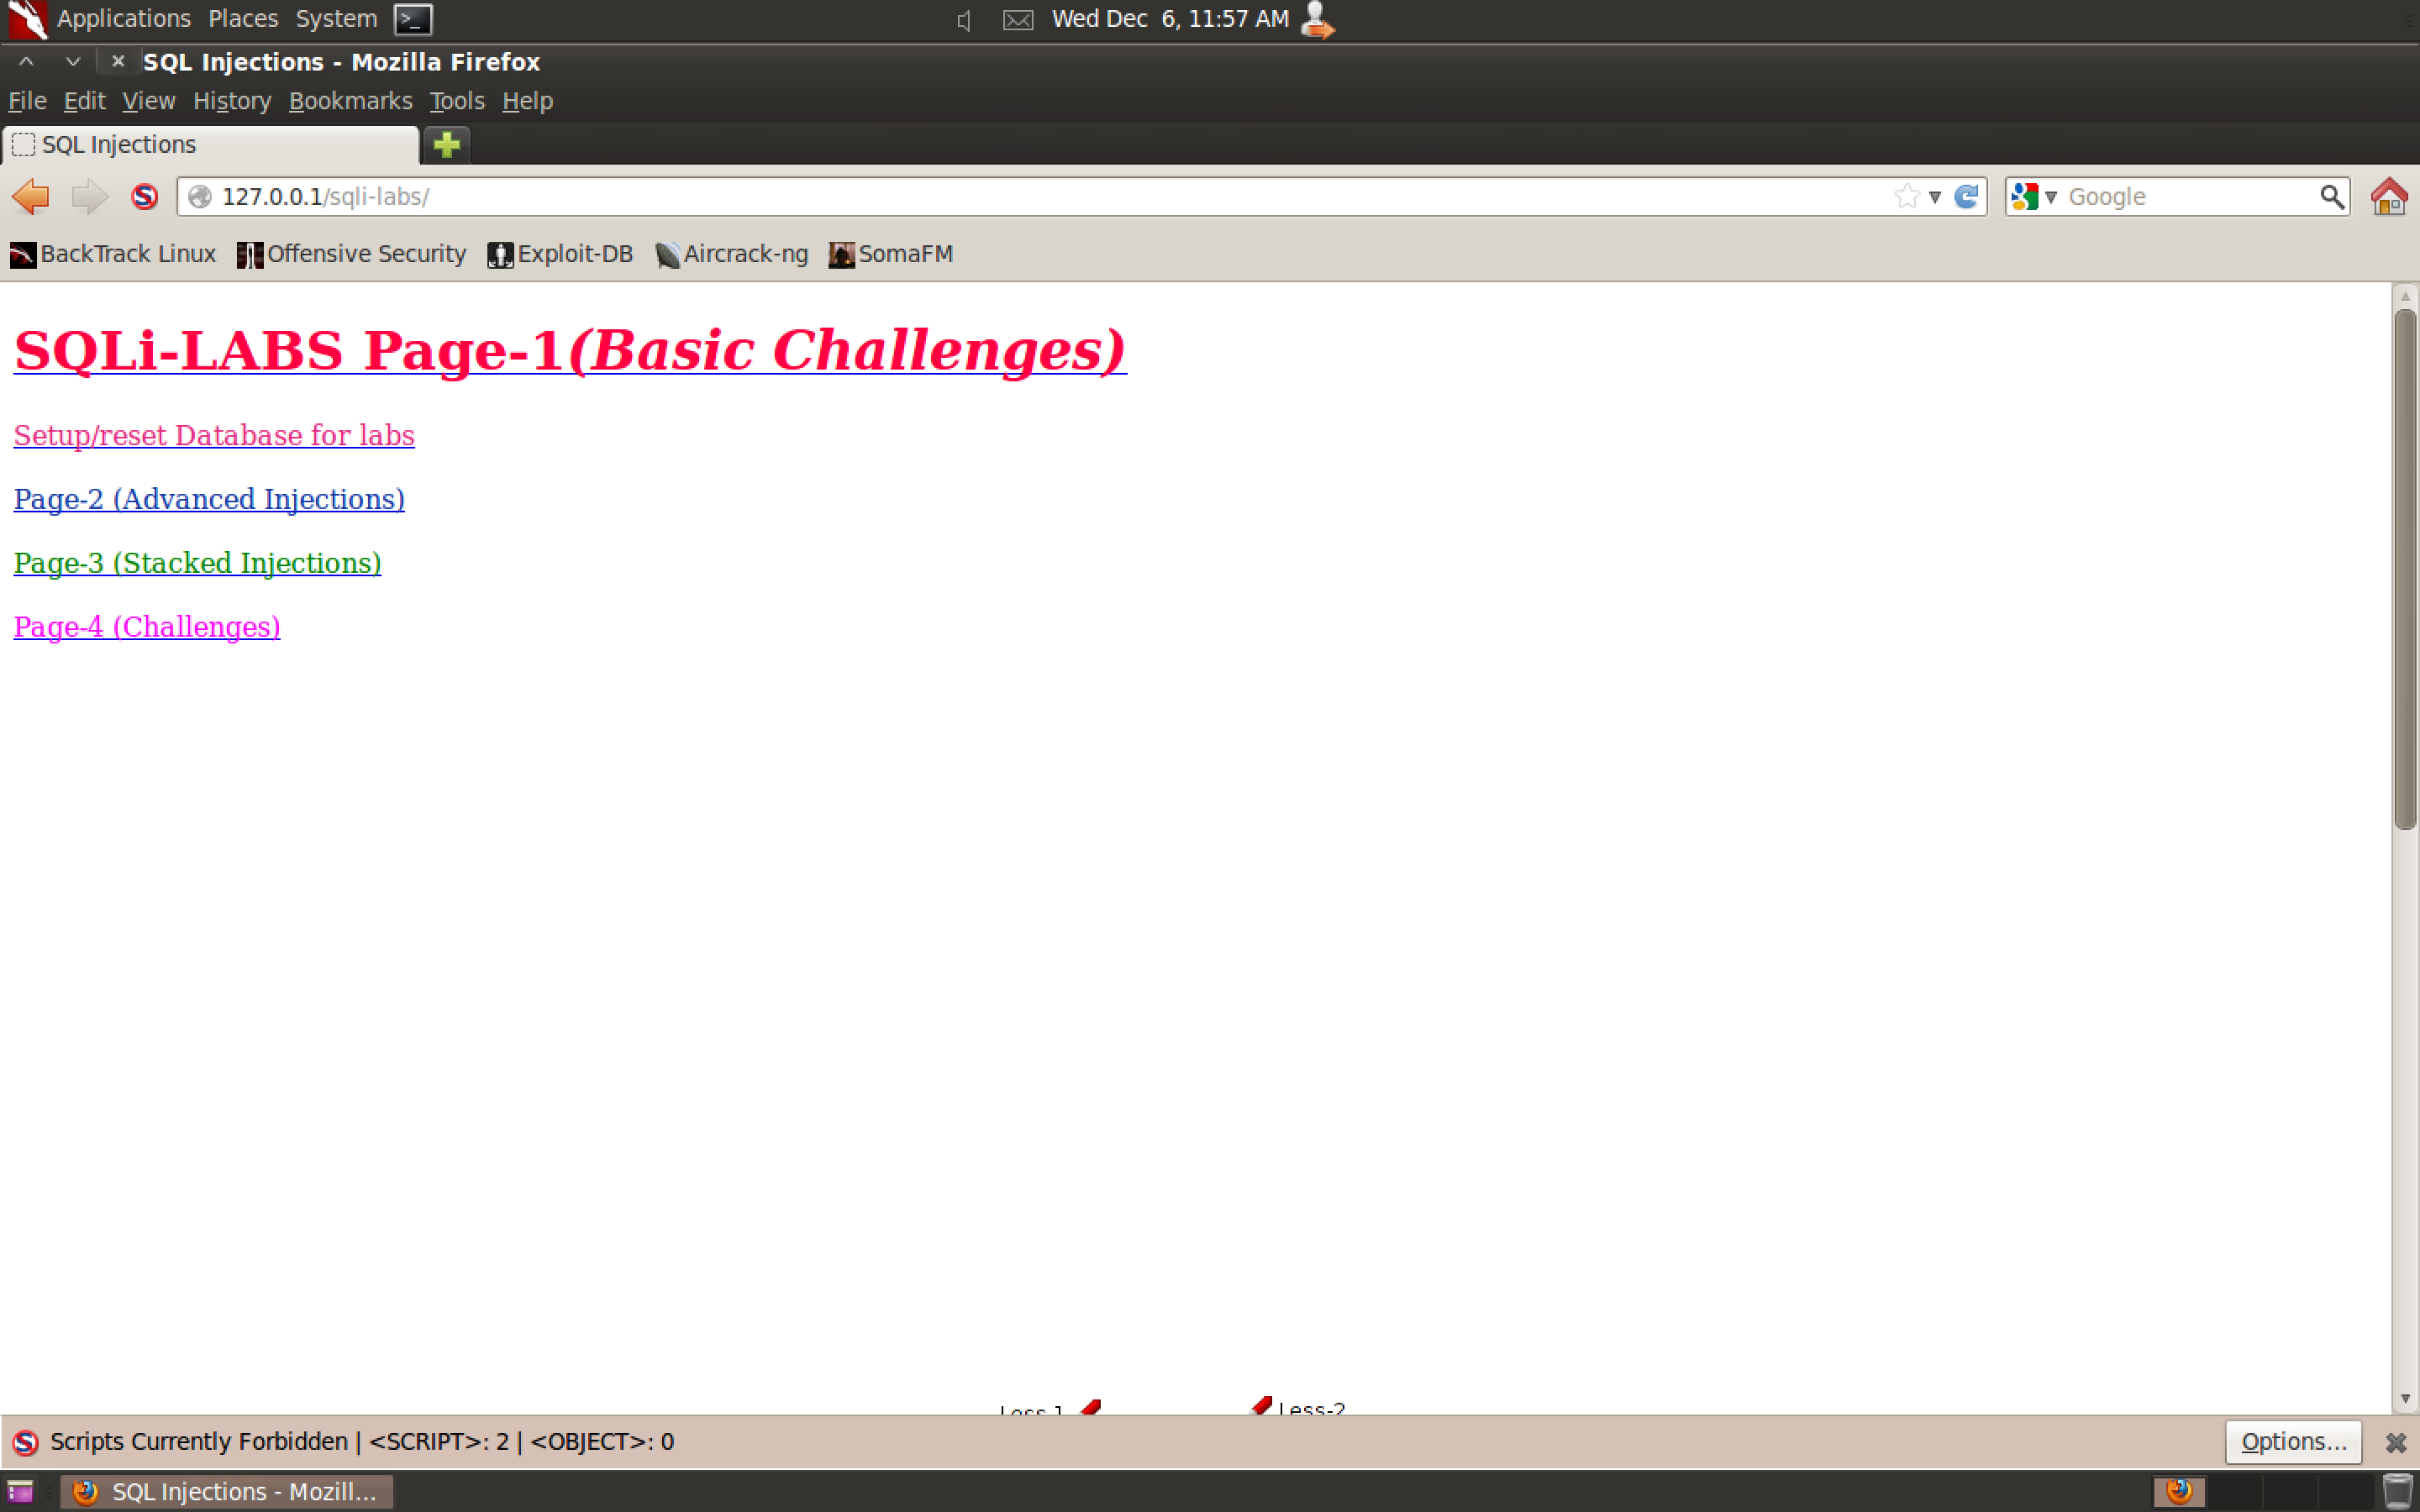 Applications Places System Wed Dec 6, 11:57 AM
SQL Injections - Mozilla Firefox
File Edit View History Bookmarks Tools Help
SQL Injections
127.0.0.1/sqli-labs/ Google
BackTrack Linux Offensive Security Exploit-DB Aircrack-ng SomaFM
SQLi-LABS Page-1(Basic Challenges)
Setup/reset Database for labs
Page-2 (Advanced Injections)
Page-3 (Stacked Injections)
Page-4 (Challenges)
Less-1 Less-2
Scripts Currently Forbidden | <SCRIPT>: 2 | <OBJECT>: 0 Options...
SQL Injections - Mozill...